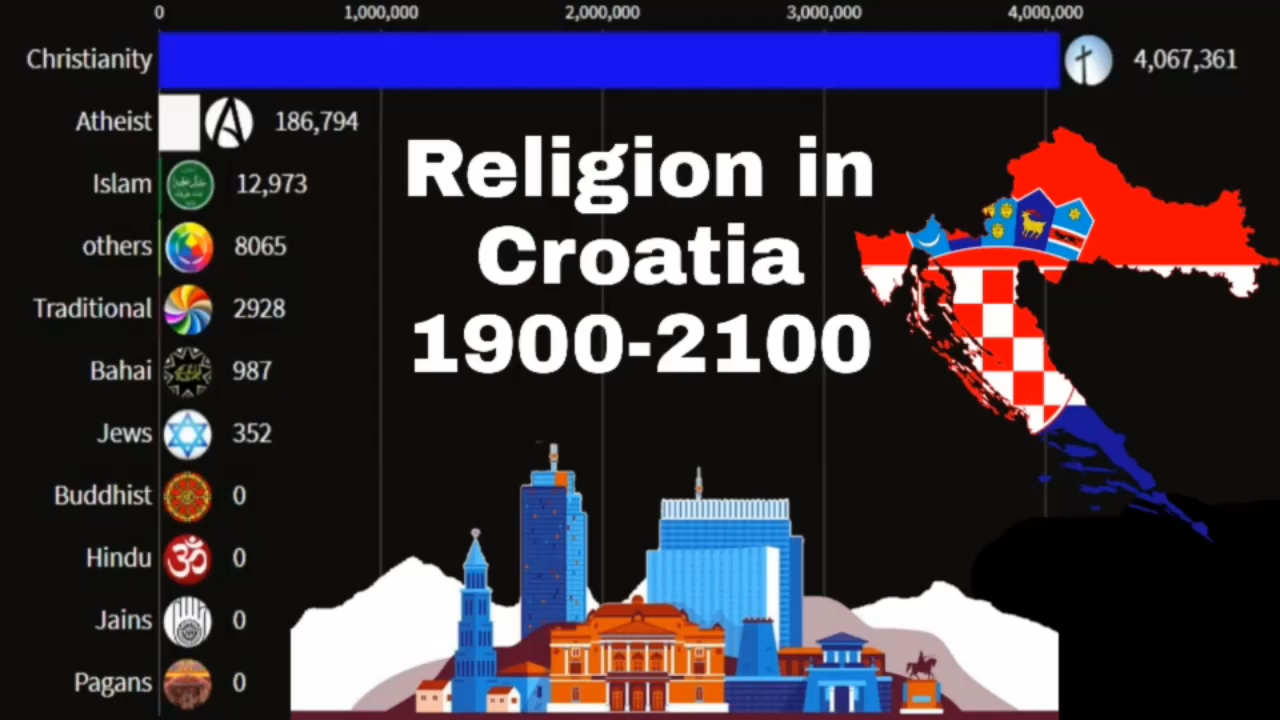 0 1,000,000 2,000,000 3,000,000 4,000,000
Christianity 4,067,361
Atheist 186,794
Islam 12,973
others 8065
Traditional 2928
Bahai 987
Jews 352
Buddhist 0
Hindu 0
Jains 0
Pagans 0
Religion in
Croatia
1900-2100